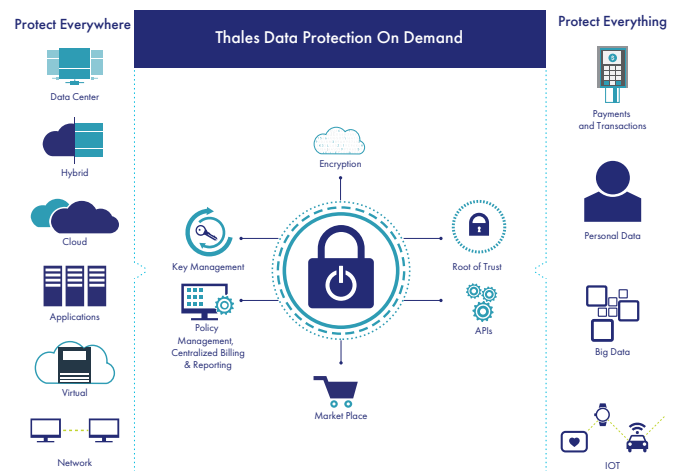 Protect Everywhere
Thales Data Protection On Demand
Protect Everything
Data Center
Hybrid
Cloud
Applications
Virtual
Network
Encryption
Key Management
Root of Trust
Policy
Management,
Centralized Billing
& Reporting
APIs
Market Place
Payments
and Transactions
Personal Data
Big Data
IOT